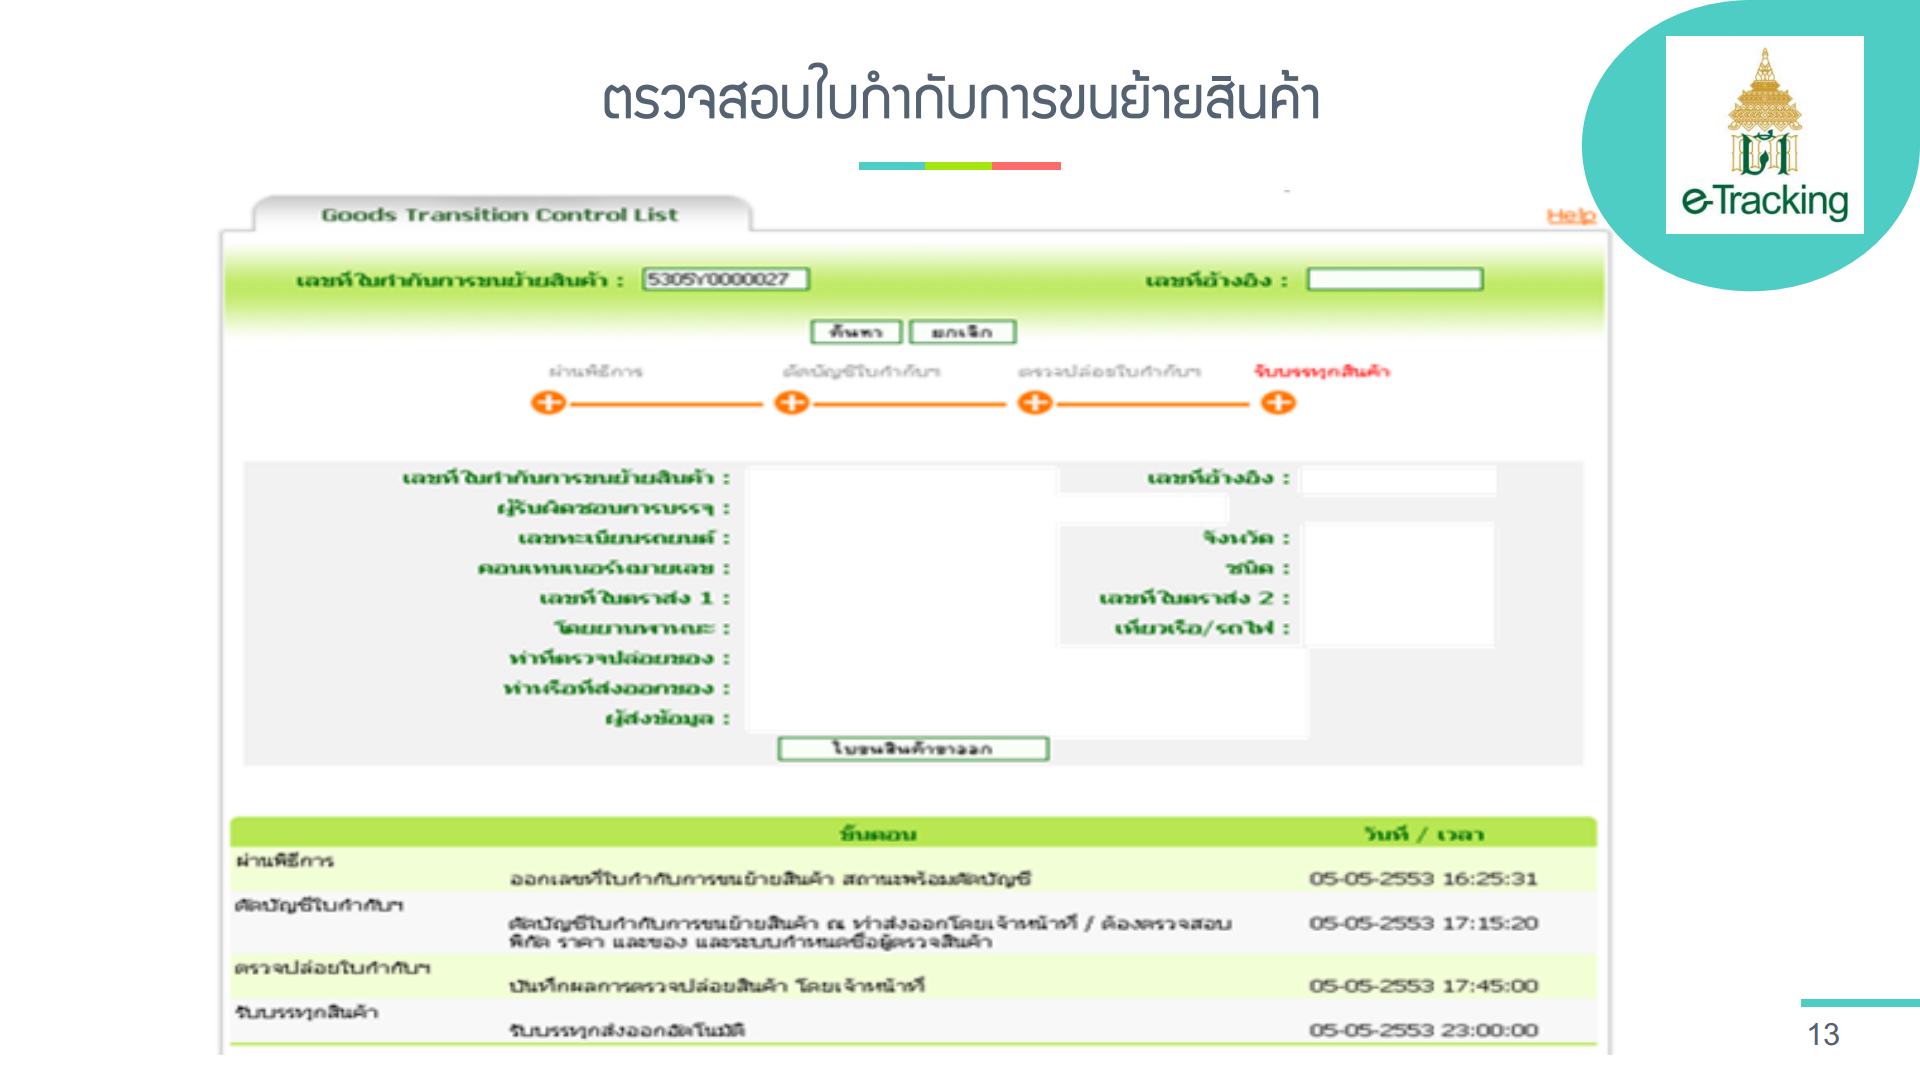 ตรวจสอบใบกำกับการขนย้ายสินค้า
e-Tracking
Goods Transition Control List
Help
เลขที่ใบกำกับการขนย้ายสินค้า : 5305Y0000027 เลขที่อ้างอิง :
ค้นหา ยกเลิก
ผ่านพิธีการ ตัดบัญชีใบกำกับฯ ตรวจปล่อยใบกำกับฯ รับบรรทุกสินค้า
เลขที่ใบกำกับการขนย้ายสินค้า : เลขที่อ้างอิง :
ผู้รับผิดชอบการบรรจุ :
เลขทะเบียนรถยนต์ : จังหวัด :
คอนเทนเนอร์หมายเลข : ชนิด :
เลขที่ใบตราส่ง 1 : เลขที่ใบตราส่ง 2 :
โดยยานพาหนะ : เที่ยวเรือ/รถไฟ :
ท่าที่ตรวจปล่อยของ :
ท่าเรือที่ส่งออกของ :
ผู้ส่งข้อมูล :
ใบขนสินค้าขาออก
ขั้นตอน วันที่ / เวลา
ผ่านพิธีการ
ออกเลขที่ใบกำกับการขนย้ายสินค้า สถานะพร้อมตัดบัญชี 05-05-2553 16:25:31
ตัดบัญชีใบกำกับฯ
ตัดบัญชีใบกำกับการขนย้ายสินค้า ณ ท่าส่งออกโดยเจ้าหน้าที่ / ต้องตรวจสอบ 05-05-2553 17:15:20
พิกัด ราคา และของ และระบบกำหนดชื่อผู้ตรวจสินค้า
ตรวจปล่อยใบกำกับฯ
บันทึกผลการตรวจปล่อยสินค้า โดยเจ้าหน้าที่ 05-05-2553 17:45:00
รับบรรทุกสินค้า
รับบรรทุกส่งออกอัตโนมัติ 05-05-2553 23:00:00
13